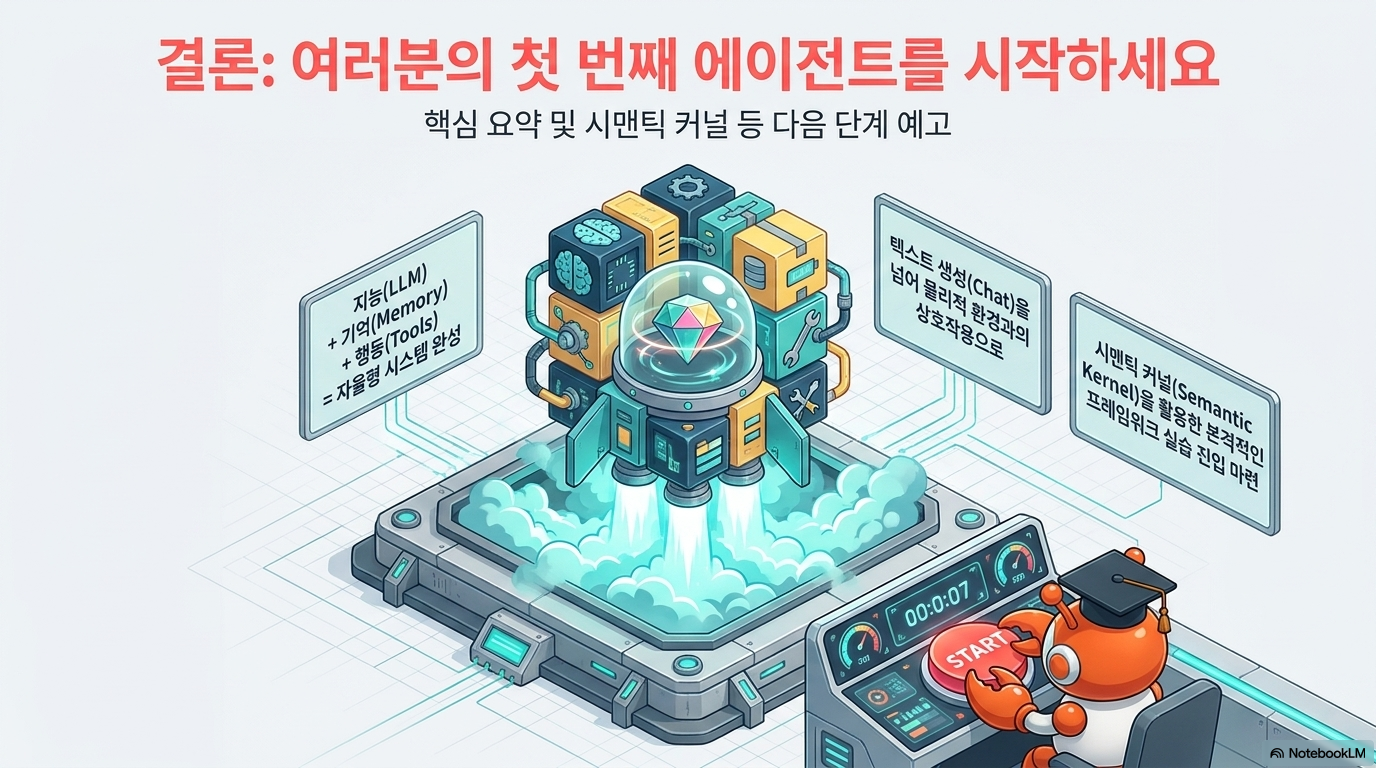 결론: 여러분의 첫 번째 에이전트를 시작하세요
핵심 요약 및 시맨틱 커널 등 다음 단계 예고
지능(LLM)
+ 기억(Memory)
+ 행동(Tools)
= 자율형 시스템 완성
텍스트 생성(Chat)을
넘어 물리적 환경과의
상호작용으로
시맨틱 커널(Semantic
Kernel)을 활용한 본격적인
프레임워크 실습 진입 마련
00:0:07
START
NotebookLM